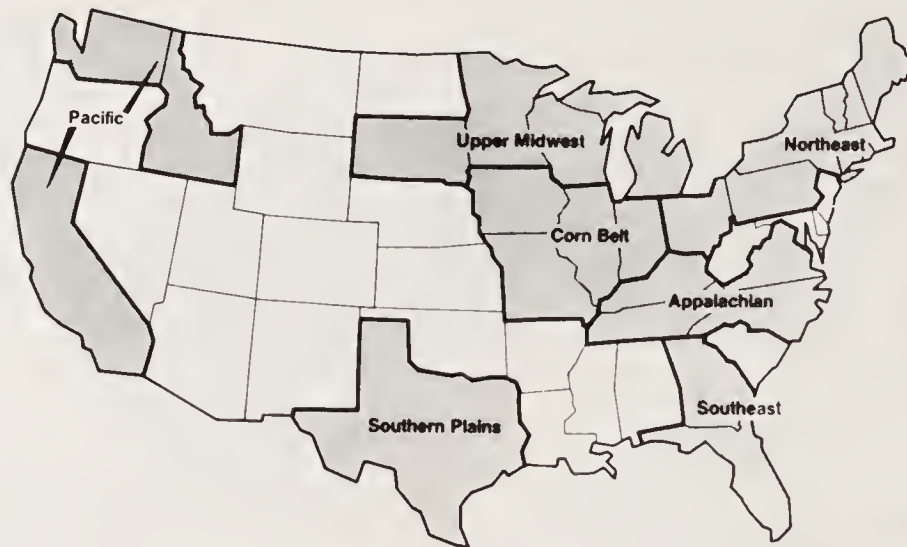 Pacific
Upper Midwest
Northeast
Corn Belt
Appalachian
Southeast
Southern Plains